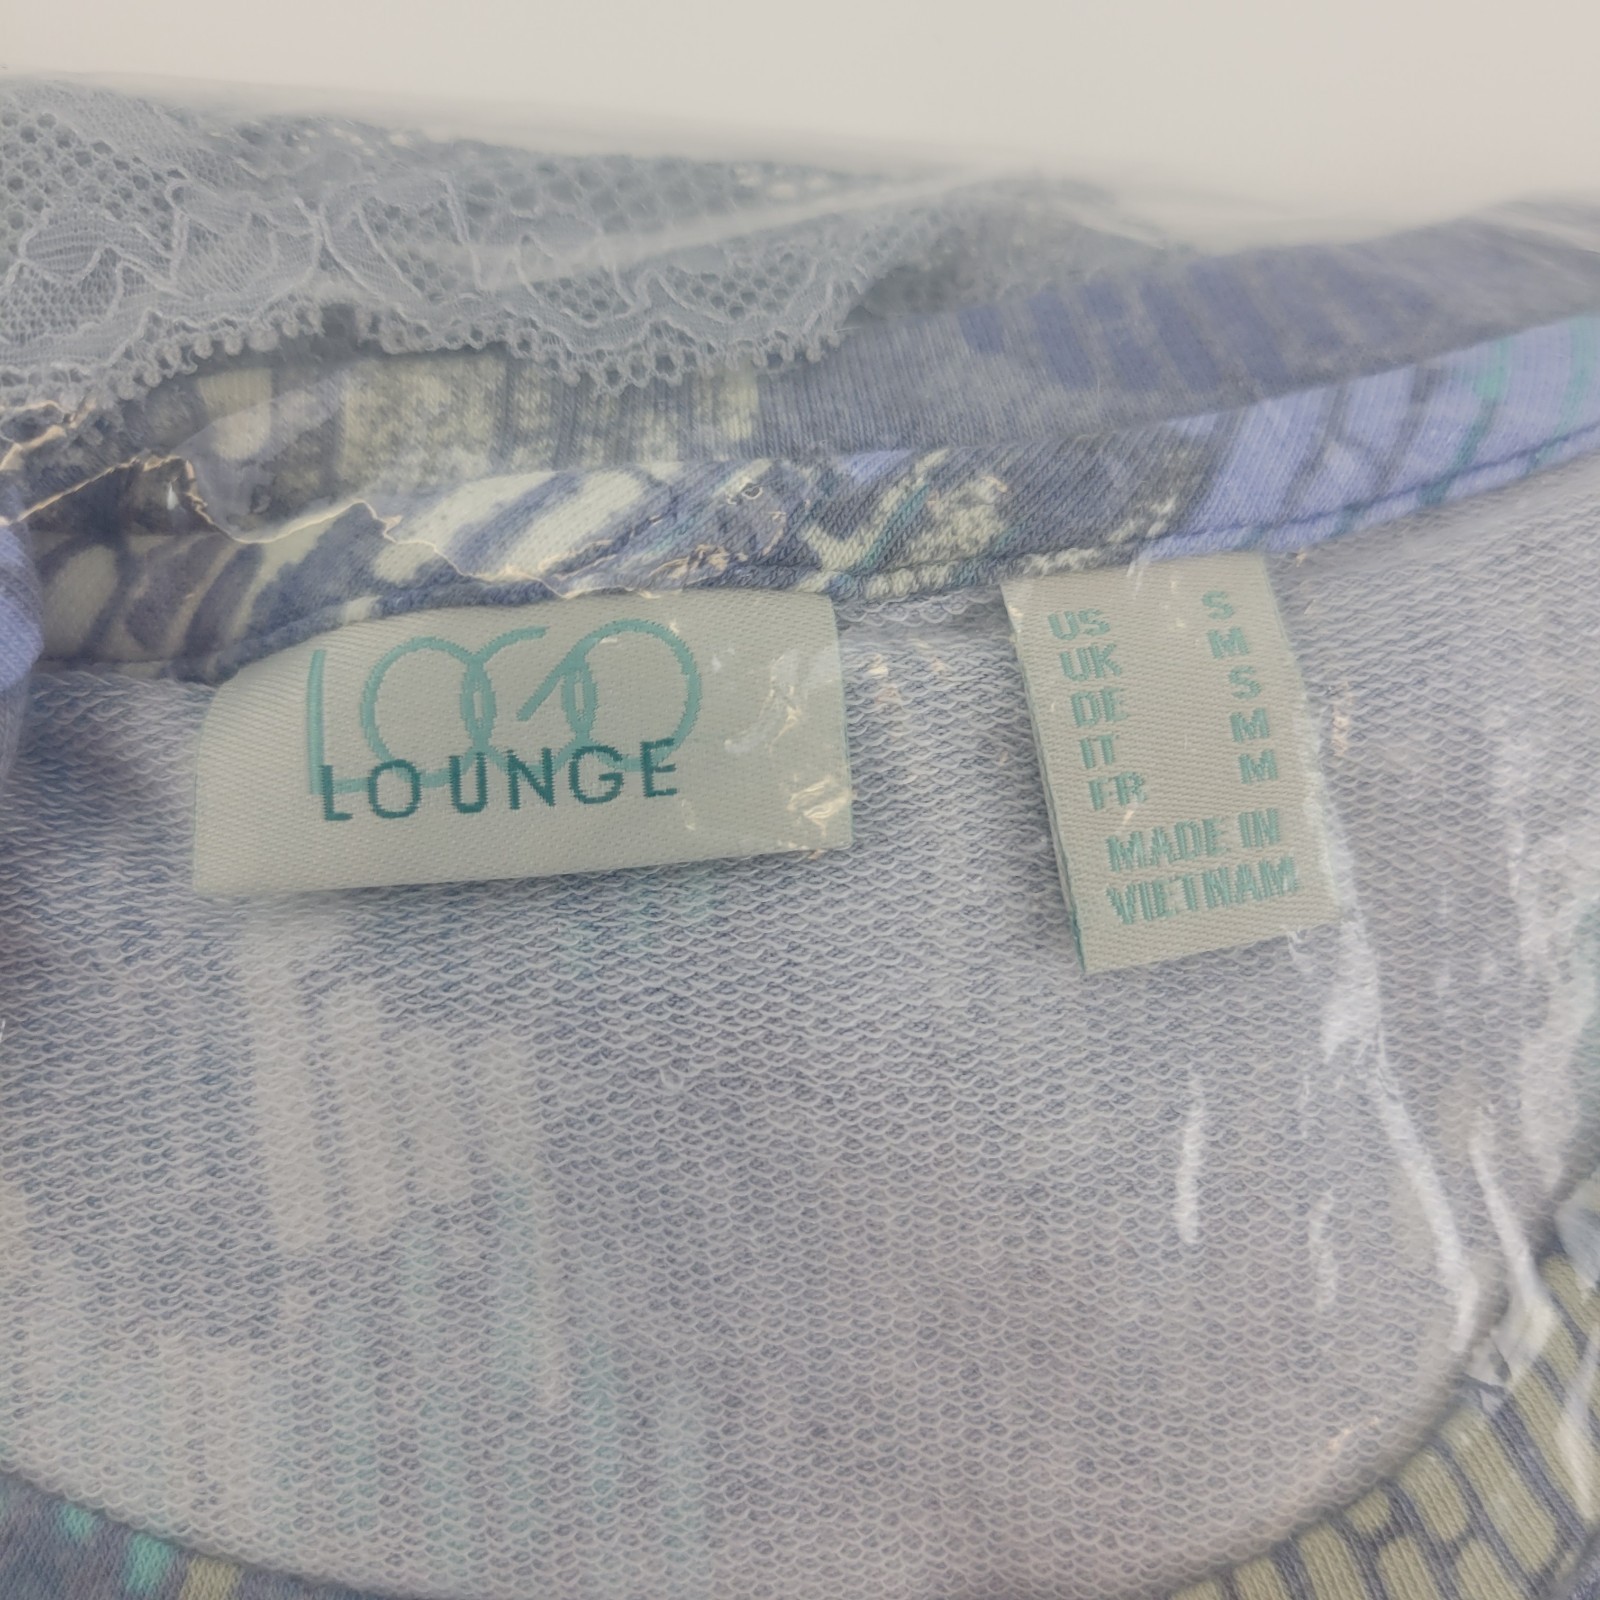 LOGO
LOUNGE
US S
UK M
DE S
IT M
FR M
MADE IN
VIETNAM